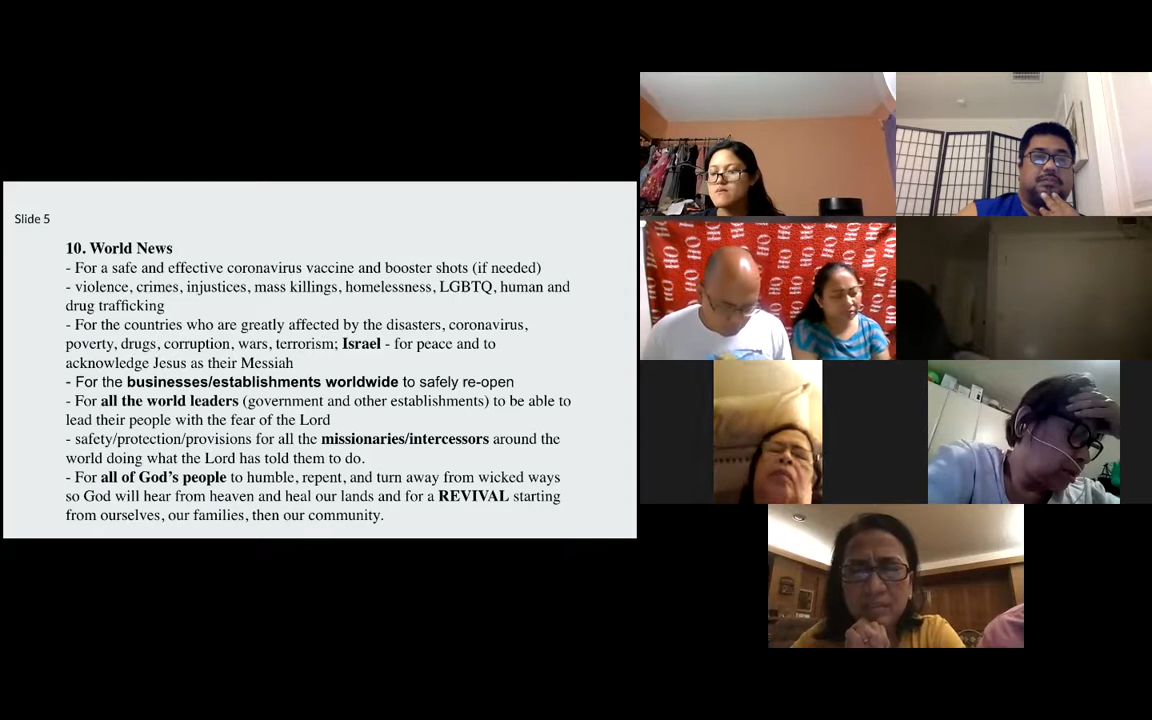 Slide 5
10. World News
- For a safe and effective coronavirus vaccine and booster shots (if needed)
- violence, crimes, injustices, mass killings, homelessness, LGBTQ, human and
drug trafficking
- For the countries who are greatly affected by the disasters, coronavirus,
poverty, drugs, corruption, wars, terrorism; Israel - for peace and to
acknowledge Jesus as their Messiah
- For the businesses/establishments worldwide to safely re-open
- For all the world leaders (government and other establishments) to be able to
lead their people with the fear of the Lord
- safety/protection/provisions for all the missionaries/intercessors around the
world doing what the Lord has told them to do.
- For all of God’s people to humble, repent, and turn away from wicked ways
so God will hear from heaven and heal our lands and for a REVIVAL starting
from ourselves, our families, then our community.
HO HO HO